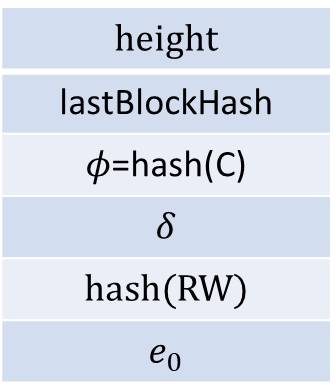 height
lastBlockHash
𝜙=hash(C)
𝛿
hash(RW)
𝑒₀